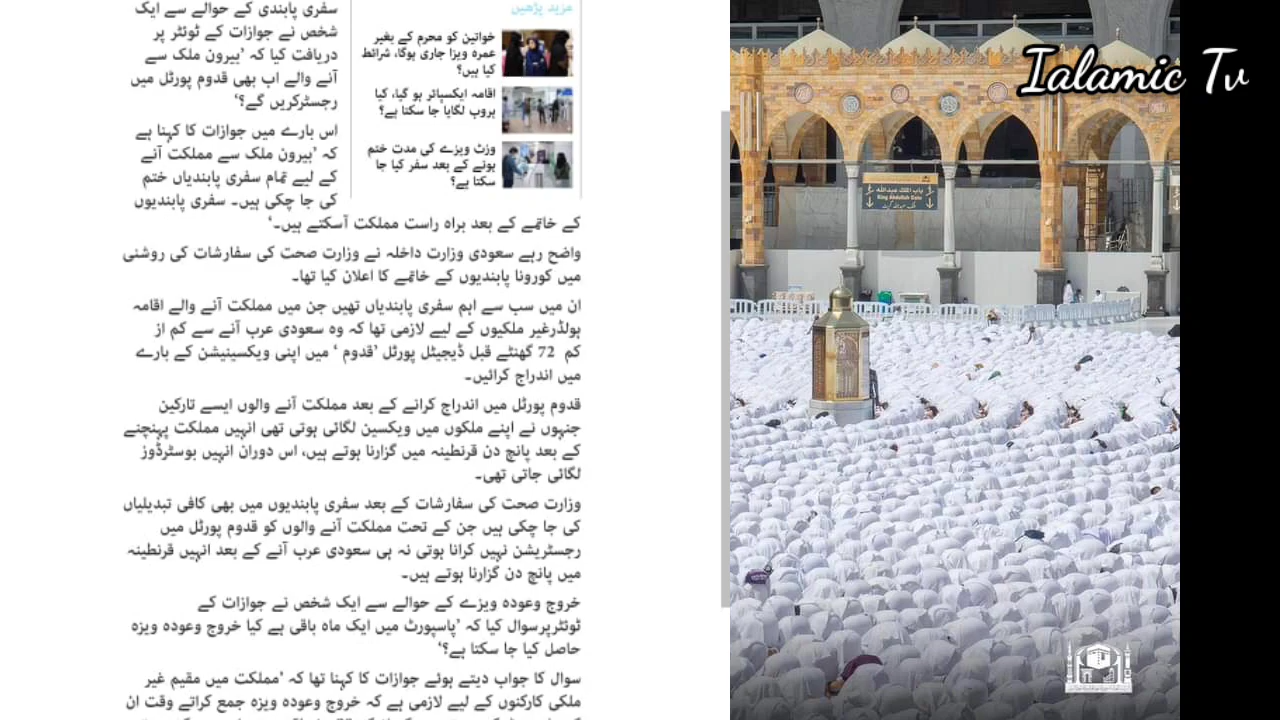 مزید پڑھیں
سفری پابندی کے حوالے سے ایک
شخص نے جوازات کے ٹوئٹر پر
دریافت کیا کہ ’بیرون ملک سے
آنے والے اب بھی قدوم پورٹل میں
رجسٹرکریں گے؟‘
خواتین کو محرم کے بغیر
عمرہ ویزا جاری ہوگا، شرائط
کیا ہیں؟
اقامہ ایکسپائر ہو گیا، کیا
ہروب لگایا جا سکتا ہے؟
وزٹ ویزے کی مدت ختم
ہونے کے بعد سفر کیا جا
سکتا ہے؟
اس بارے میں جوازات کا کہنا ہے
کہ ’بیرون ملک سے مملکت آنے
کے لیے تمام سفری پابندیاں ختم
کی جا چکی ہیں۔ سفری پابندیوں
کے خاتمے کے بعد براہ راست مملکت آسکتے ہیں۔‘
واضح رہے سعودی وزارت داخلہ نے وزارت صحت کی سفارشات کی روشنی
میں کورونا پابندیوں کے خاتمے کا اعلان کیا تھا۔
ان میں سب سے اہم سفری پابندیاں تھیں جن میں مملکت آنے والے اقامہ
ہولڈرغیر ملکیوں کے لیے لازمی تھا کہ وہ سعودی عرب آنے سے کم از
کم 72 گھنٹے قبل ڈیجیٹل پورٹل ’قدوم ‘ میں اپنی ویکسینیشن کے بارے
میں اندراج کرائیں۔
قدوم پورٹل میں اندراج کرانے کے بعد مملکت آنے والوں ایسے تارکین
جنہوں نے اپنے ملکوں میں ویکسین لگائی ہوتی تھی انہیں مملکت پہنچنے
کے بعد پانچ دن قرنطینہ میں گزارنا ہوتے ہیں، اس دوران انہیں بوسٹرڈوز
لگائی جاتی تھی۔
وزارت صحت کی سفارشات کے بعد سفری پابندیوں میں بھی کافی تبدیلیاں
کی جا چکی ہیں جن کے تحت مملکت آنے والوں کو قدوم پورٹل میں
رجسٹریشن نہیں کرانا ہوتی نہ ہی سعودی عرب آنے کے بعد انہیں قرنطینہ
میں پانچ دن گزارنا ہوتے ہیں۔
خروج وعودہ ویزے کے حوالے سے ایک شخص نے جوازات کے
ٹوئٹرپرسوال کیا کہ ’پاسپورٹ میں ایک ماہ باقی ہے کیا خروج وعودہ ویزہ
حاصل کیا جا سکتا ہے؟‘
سوال کا جواب دیتے ہوئے جوازات کا کہنا تھا کہ ’مملکت میں مقیم غیر
ملکی کارکنوں کے لیے لازمی ہے کہ خروج وعودہ ویزہ جمع کراتے وقت ان
Ialamic Tv
باب الملك عبدالله
King Abdullah Gate